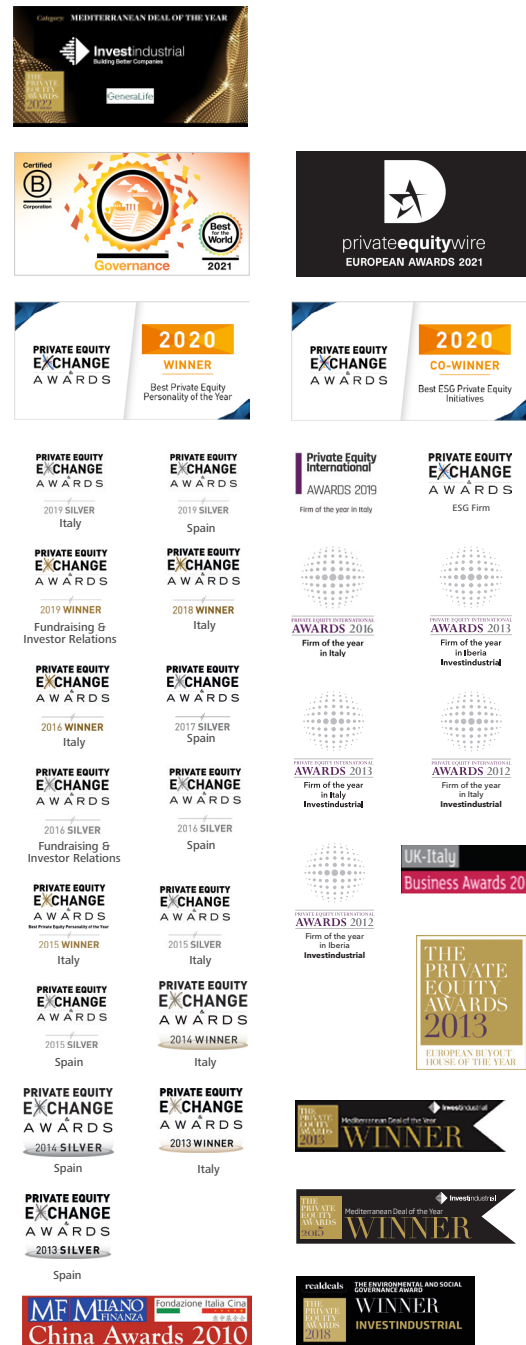 Category: MEDITERRANEAN DEAL OF THE YEAR
Investindustrial
Building Better Companies
THE
PRIVATE
EQUITY
AWARDS
2022
GeneraLife
Certified
B
Corporation
Governance
Best
for the
World
2021
privateequitywire
EUROPEAN AWARDS 2021
PRIVATE EQUITY
EXCHANGE
&
AWARDS
2020
WINNER
Best Private Equity
Personality of the Year
PRIVATE EQUITY
EXCHANGE
&
AWARDS
2020
CO-WINNER
Best ESG Private Equity
Initiatives
PRIVATE EQUITY
EXCHANGE
&
AWARDS
2019 SILVER
Italy
PRIVATE EQUITY
EXCHANGE
&
AWARDS
2019 SILVER
Spain
Private Equity
International
AWARDS 2019
Firm of the year in Italy
PRIVATE EQUITY
EXCHANGE
&
AWARDS
ESG Firm
PRIVATE EQUITY
EXCHANGE
&
AWARDS
2019 WINNER
Fundraising &
Investor Relations
PRIVATE EQUITY
EXCHANGE
&
AWARDS
2018 WINNER
Italy
PRIVATE EQUITY INTERNATIONAL
AWARDS 2016
Firm of the year
in Italy
PRIVATE EQUITY INTERNATIONAL
AWARDS 2013
Firm of the year
in Iberia
Investindustrial
PRIVATE EQUITY
EXCHANGE
&
AWARDS
2016 WINNER
Italy
PRIVATE EQUITY
EXCHANGE
&
AWARDS
2017 SILVER
Spain
PRIVATE EQUITY INTERNATIONAL
AWARDS 2013
Firm of the year
in Italy
Investindustrial
PRIVATE EQUITY INTERNATIONAL
AWARDS 2012
Firm of the year
in Italy
Investindustrial
PRIVATE EQUITY
EXCHANGE
&
AWARDS
2016 SILVER
Fundraising &
Investor Relations
PRIVATE EQUITY
EXCHANGE
&
AWARDS
2016 SILVER
Spain
PRIVATE EQUITY INTERNATIONAL
AWARDS 2012
Firm of the year
in Iberia
Investindustrial
UK-Italy
Business Awards 20
PRIVATE EQUITY
EXCHANGE
&
AWARDS
Best Private Equity Personality of the Year
2015 WINNER
Italy
PRIVATE EQUITY
EXCHANGE
&
AWARDS
2015 SILVER
Italy
THE
PRIVATE
EQUITY
AWARDS
2013
EUROPEAN BUYOUT
HOUSE OF THE YEAR
PRIVATE EQUITY
EXCHANGE
&
AWARDS
2015 SILVER
Spain
PRIVATE EQUITY
EXCHANGE
&
AWARDS
2014 WINNER
Italy
PRIVATE EQUITY
EXCHANGE
&
AWARDS
2014 SILVER
Spain
PRIVATE EQUITY
EXCHANGE
&
AWARDS
2013 WINNER
Italy
THE
PRIVATE
EQUITY
AWARDS
2013
Investindustrial
Mediterranean Deal of the Year
WINNER
PRIVATE EQUITY
EXCHANGE
&
AWARDS
2013 SILVER
Spain
THE
PRIVATE
EQUITY
AWARDS
2013
Investindustrial
Mediterranean Deal of the Year
WINNER
MF MILANO
FINANZA
Fondazione Italia Cina
China Awards 2010
realdeals
THE
PRIVATE
EQUITY
AWARDS
2018
THE ENVIRONMENTAL AND SOCIAL
GOVERNANCE AWARD
WINNER
INVESTINDUSTRIAL